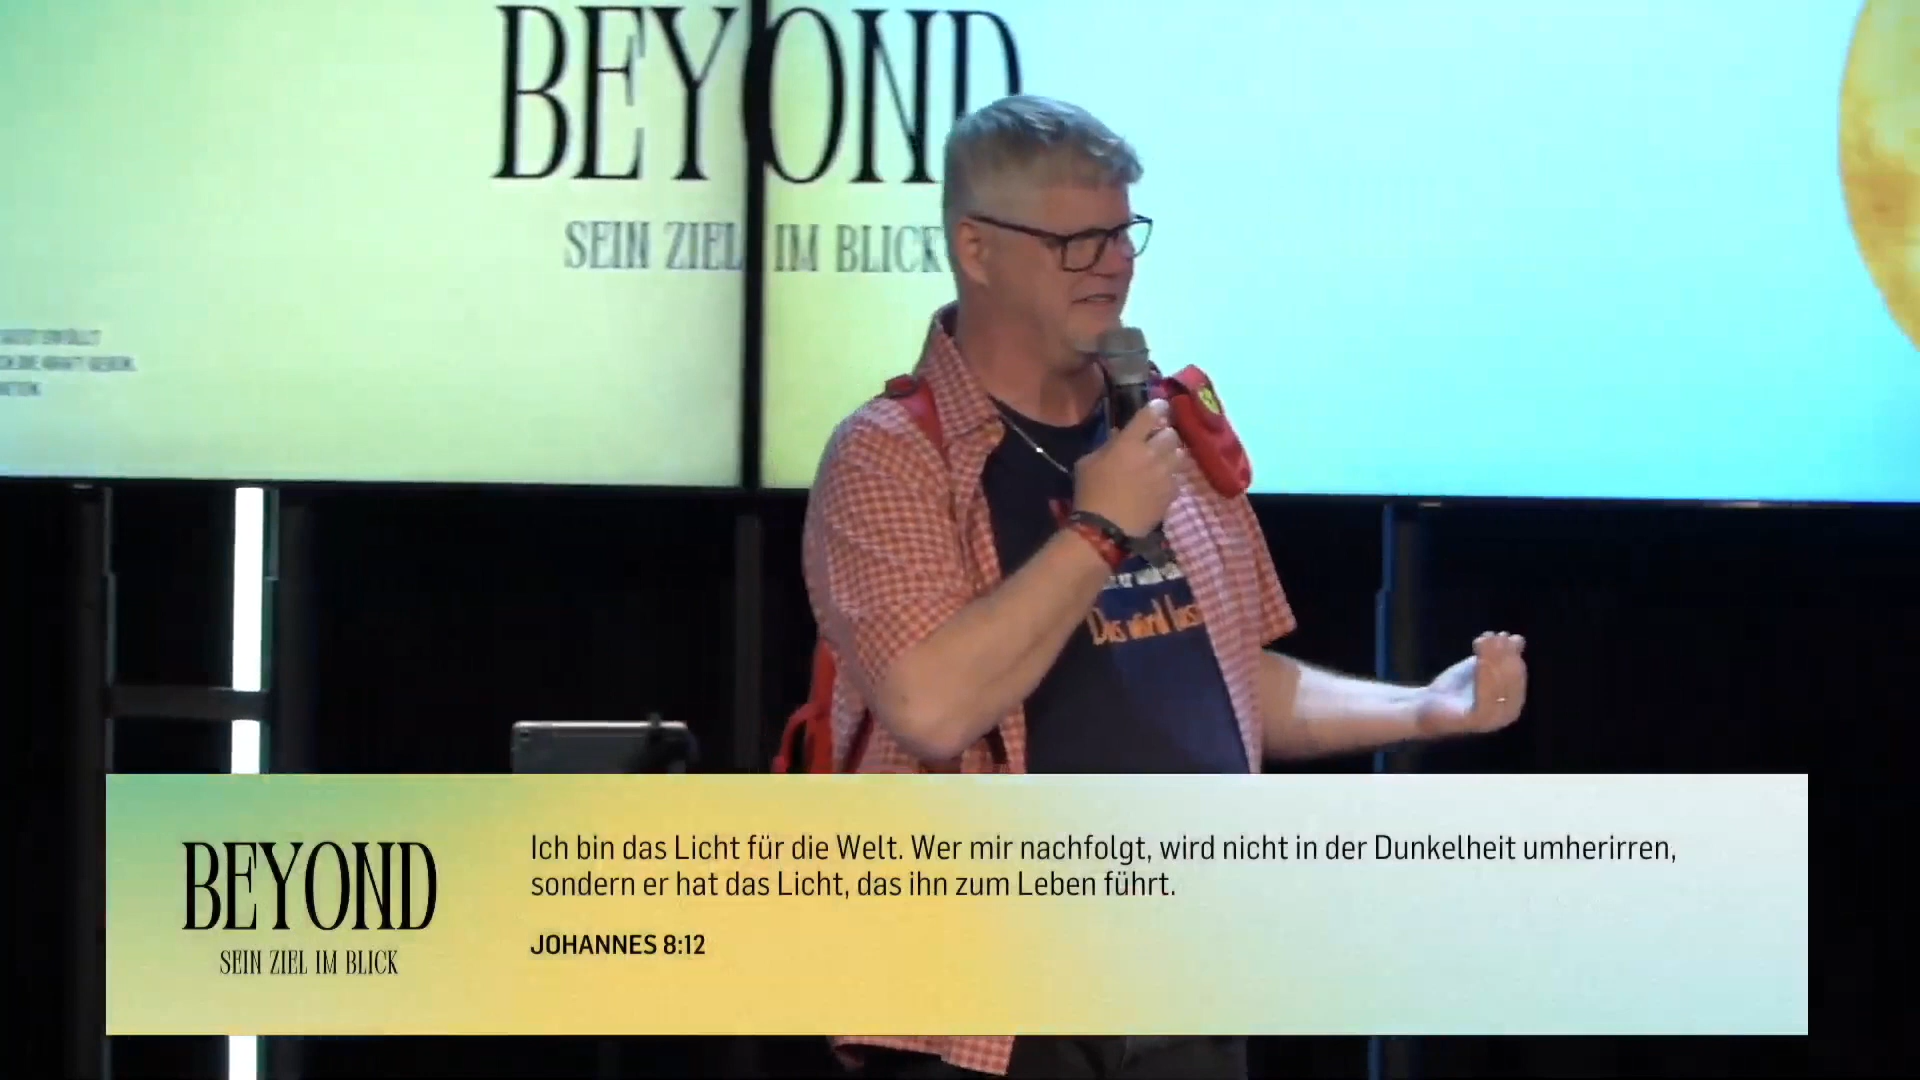 BEYOND
SEIN ZIEL IM BLICK
Das wird
BEYOND
SEIN ZIEL IM BLICK
Ich bin das Licht für die Welt. Wer mir nachfolgt, wird nicht in der Dunkelheit umherirren,
sondern er hat das Licht, das ihn zum Leben führt.
JOHANNES 8:12